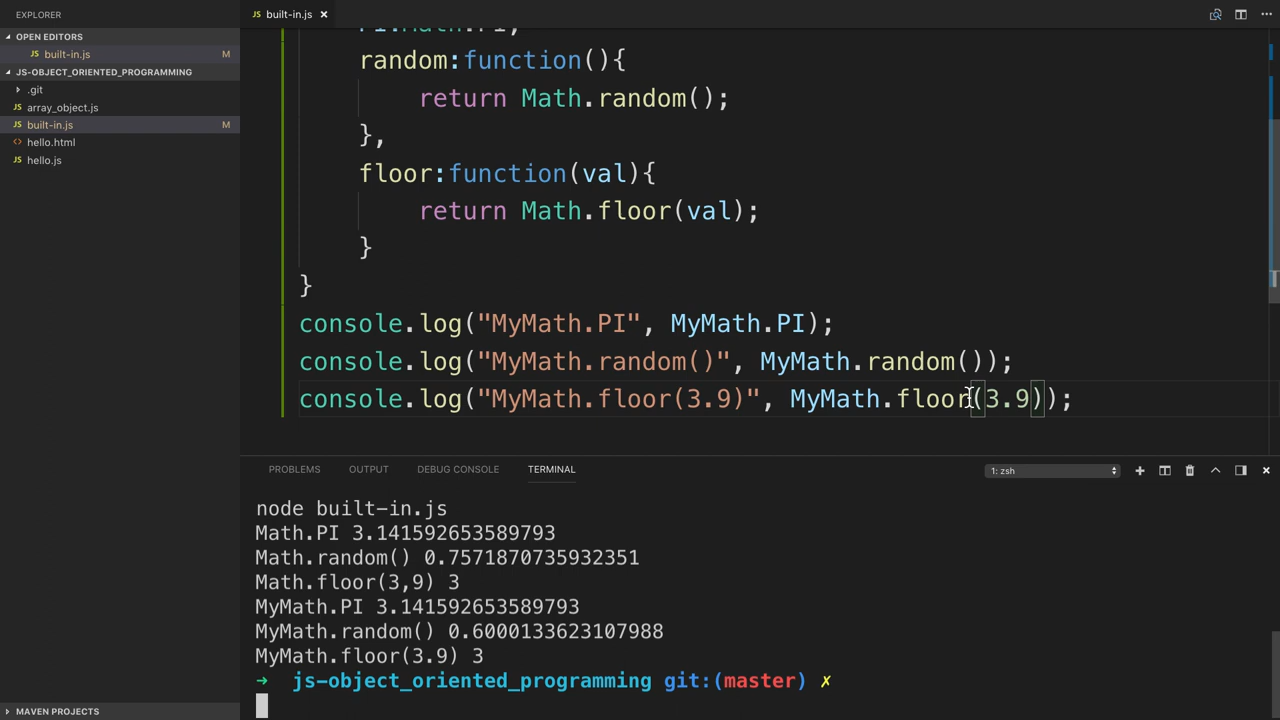 EXPLORER
OPEN EDITORS
JS built-in.js M
JS-OBJECT_ORIENTED_PROGRAMMING
.git
JS array_object.js
JS built-in.js M
<> hello.html
JS hello.js
MAVEN PROJECTS
JS built-in.js ×
PI:Math.PI,
random:function(){
return Math.random();
},
floor:function(val){
return Math.floor(val);
}
}
console.log("MyMath.PI", MyMath.PI);
console.log("MyMath.random()", MyMath.random());
console.log("MyMath.floor(3.9)", MyMath.floor(3.9));
PROBLEMS OUTPUT DEBUG CONSOLE TERMINAL 1: zsh
node built-in.js
Math.PI 3.141592653589793
Math.random() 0.7571870735932351
Math.floor(3,9) 3
MyMath.PI 3.141592653589793
MyMath.random() 0.6000133623107988
MyMath.floor(3.9) 3
➜ js-object_oriented_programming git:(master) ✗